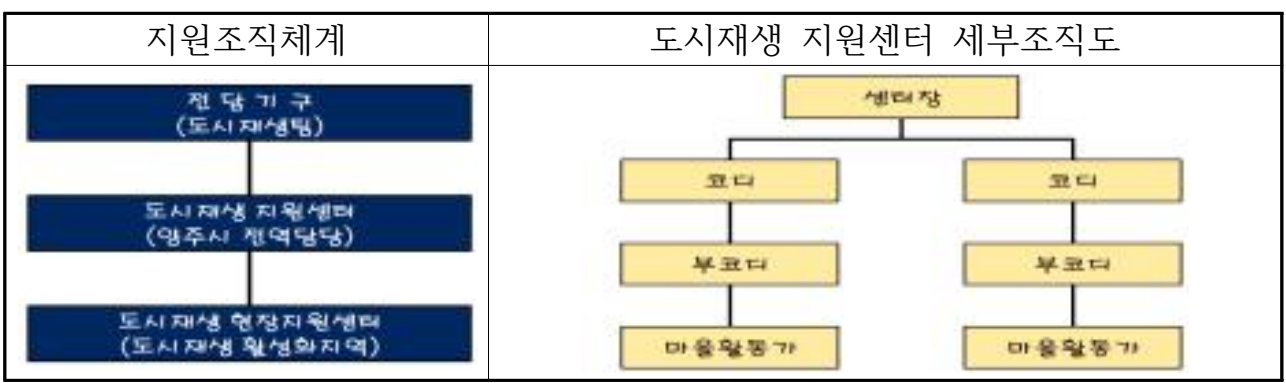 지원조직체계
도시재생 지원센터 세부조직도
전담기구
(도시재생팀)
도시재생 지원센터
(양주시 전역담당)
도시재생 현장지원센터
(도시재생 활성화지역)
센터장
코디
코디
부코디
부코디
마을활동가
마을활동가